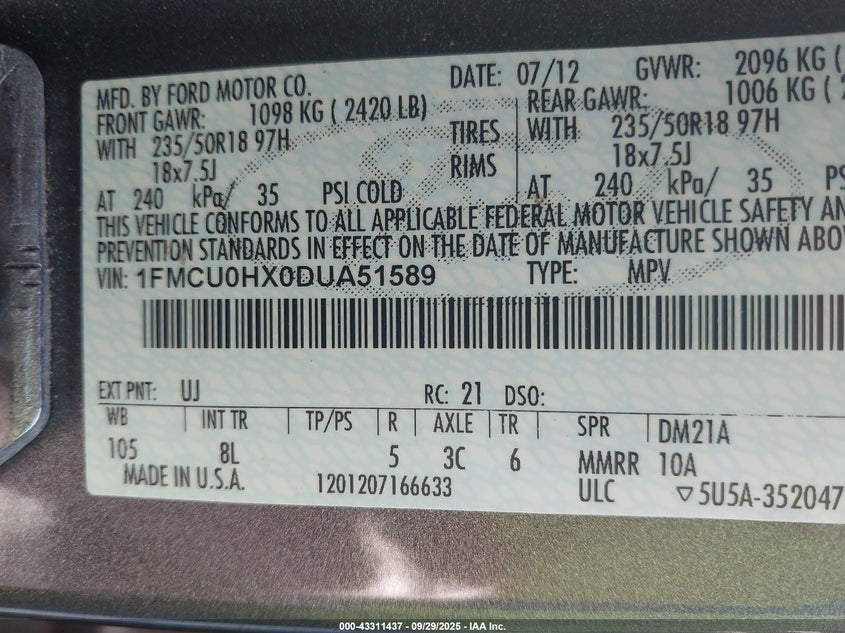 MFD. BY FORD MOTOR CO. DATE: 07/12 GVWR: 2096 KG (
FRONT GAWR: 1098 KG ( 2420 LB) REAR GAWR: 1006 KG (
WITH 235/50R18 97H TIRES WITH 235/50R18 97H
18x7.5J RIMS 18x7.5J
AT 240 kPa/ 35 PSI COLD AT 240 kPa/ 35 PS
THIS VEHICLE CONFORMS TO ALL APPLICABLE FEDERAL MOTOR VEHICLE SAFETY AN
PREVENTION STANDARDS IN EFFECT ON THE DATE OF MANUFACTURE SHOWN ABO
VIN: 1FMCU0HX0DUA51589 TYPE: MPV
EXT PNT: UJ RC: 21 DSO:
WB INT TR TP/PS R AXLE TR SPR DM21A
105 8L 5 3C 6 MMRR 10A
MADE IN U.S.A. 1201207166633 ULC ▽5U5A-352047
000-43311437 - 09/29/2025 - IAA Inc.